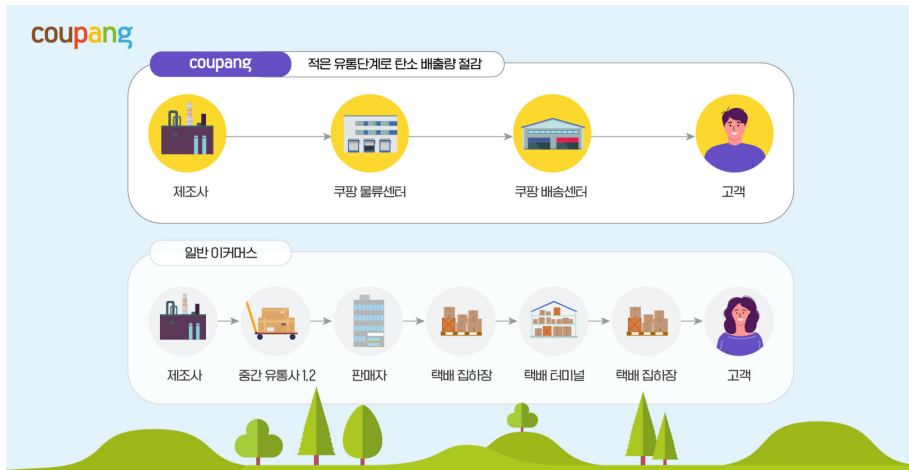 coupang
coupang 적은 유통단계로 탄소 배출량 절감
제조사 쿠팡 물류센터 쿠팡 배송센터 고객
일반 이커머스
제조사 중간 유통사 1,2 판매자 택배 집하장 택배 터미널 택배 집하장 고객